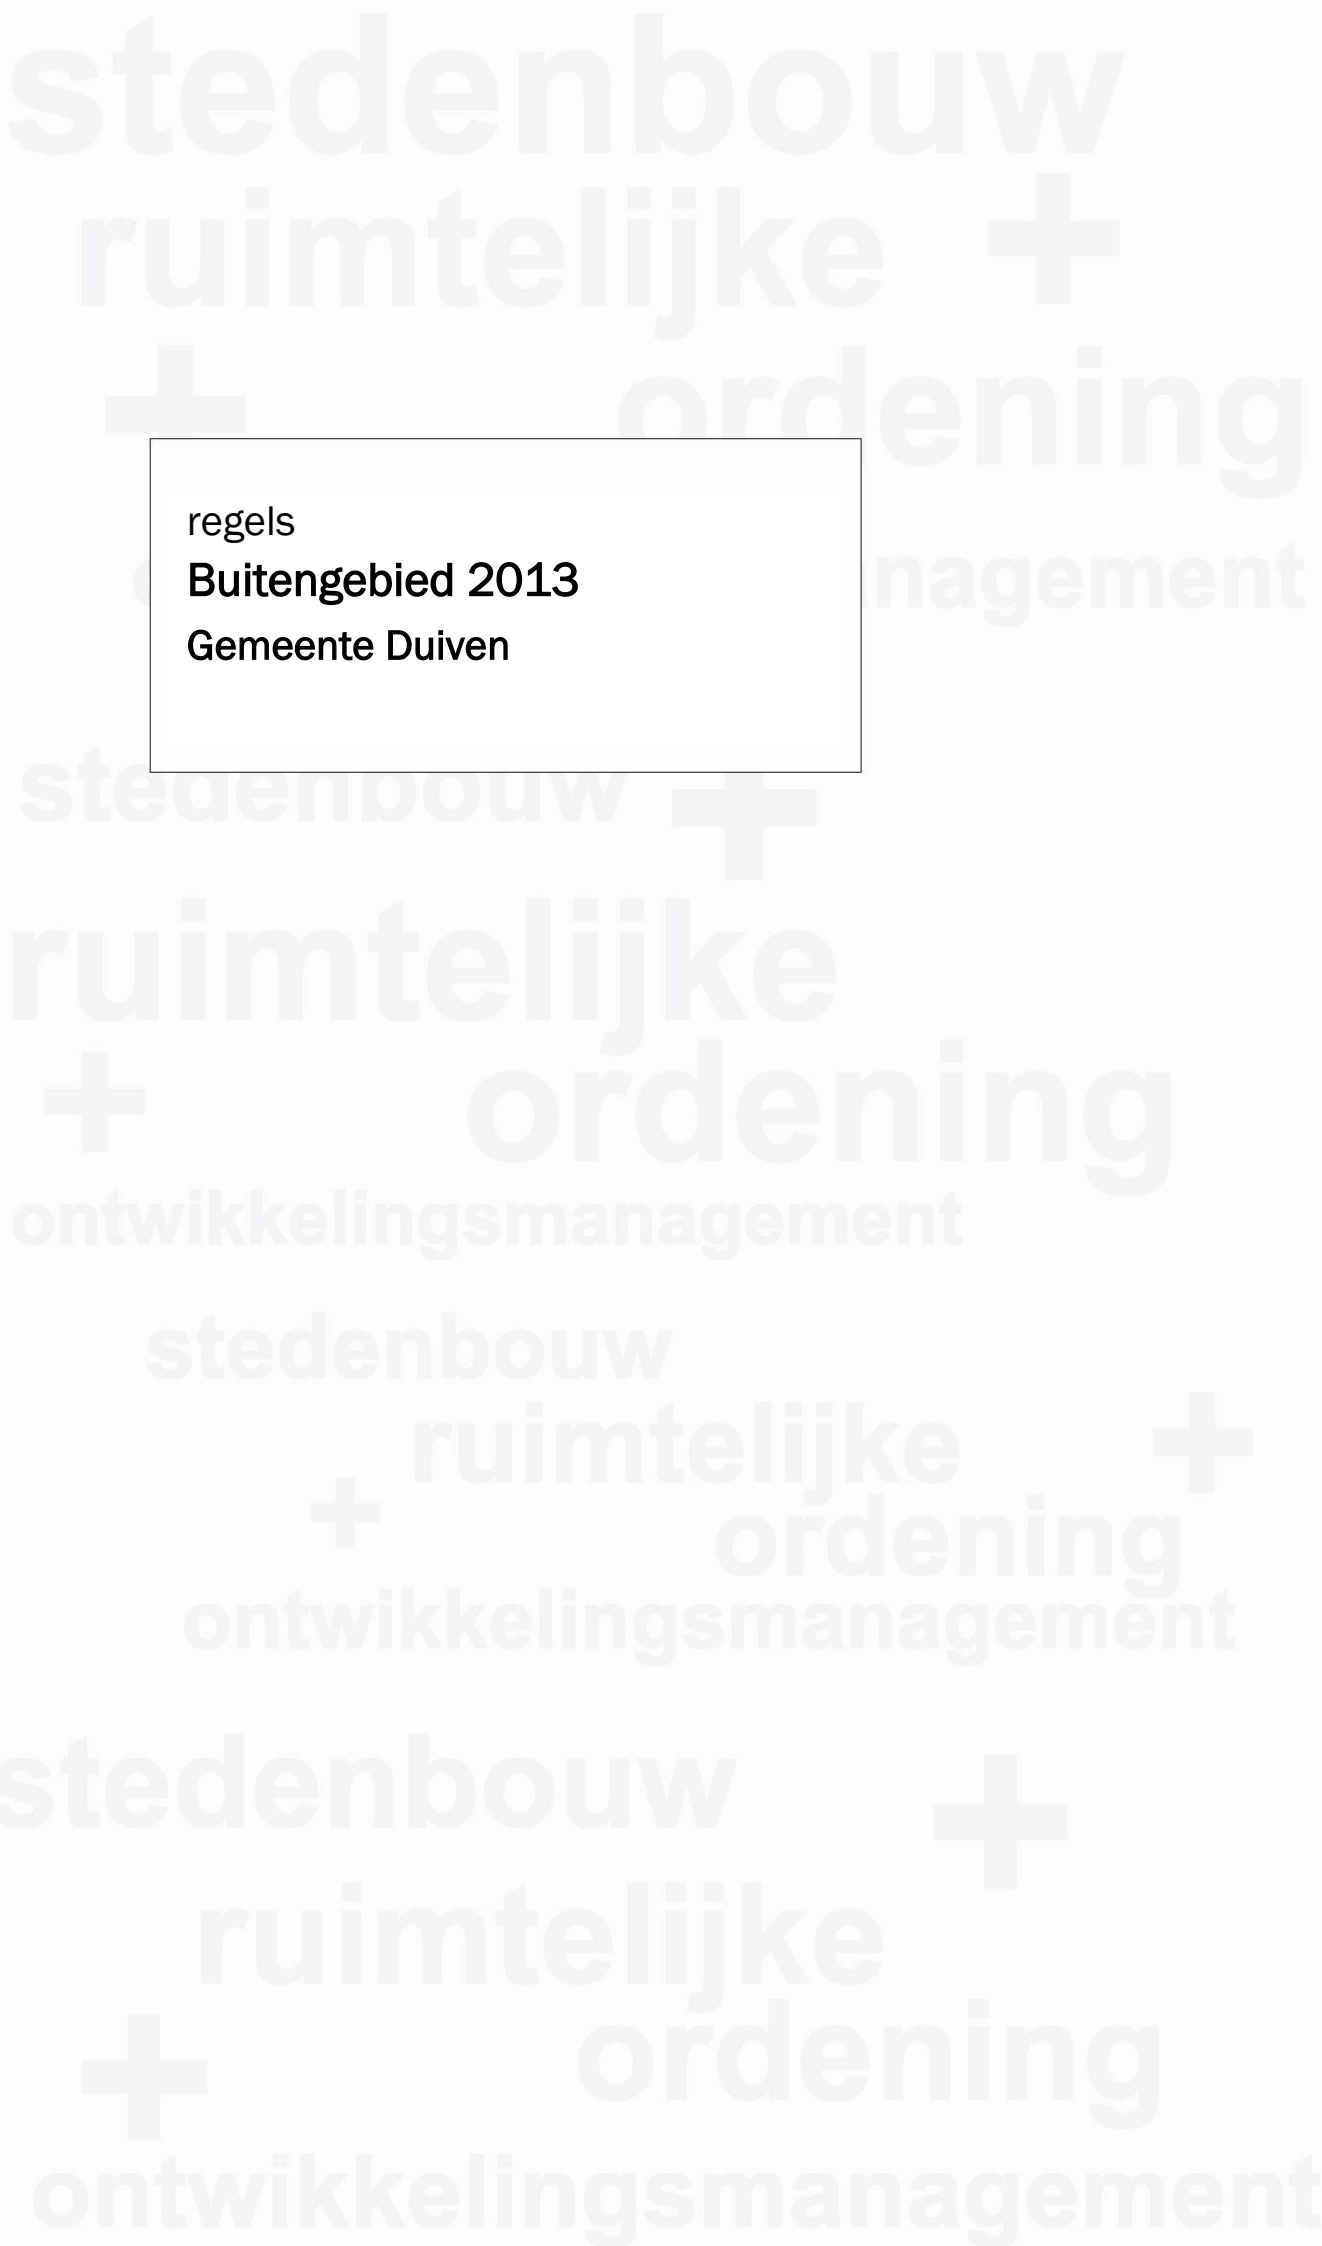 stedenbouw
ruimtelijke +
+ ordening
regels
Buitengebied 2013
nagement
Gemeente Duiven
stedenbouw +
ruimtelijke
+ ordening
ontwikkelingsmanagement
stedenbouw
ruimtelijke +
+ ordening
ontwikkelingsmanagement
stedenbouw +
ruimtelijke
+ ordening
ontwikkelingsmanagement